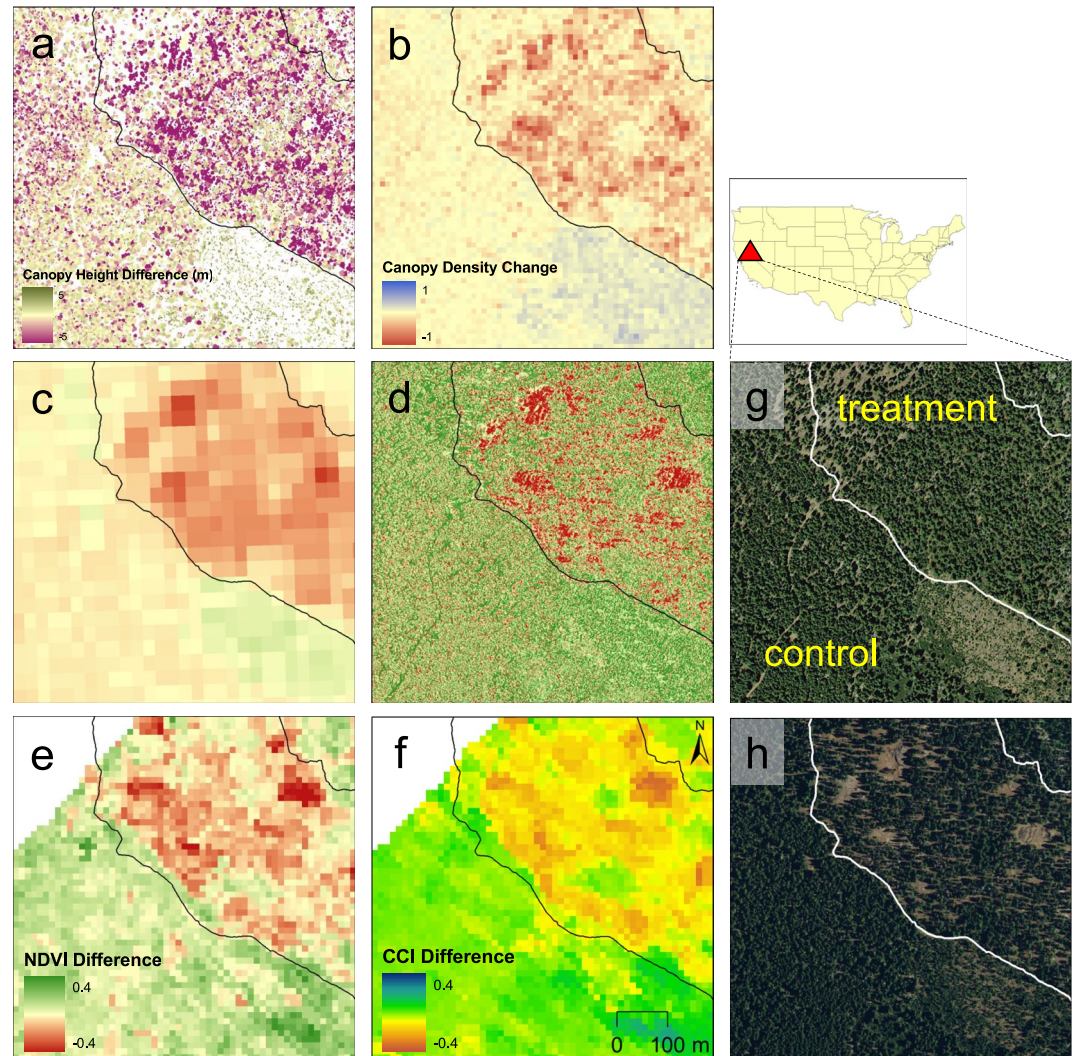 a
Canopy Height Difference (m)
5
-5
b
Canopy Density Change
1
-1
c
d
g
treatment
control
e
NDVI Difference
0.4
-0.4
f
N
CCI Difference
0.4
-0.4
0 100 m
h